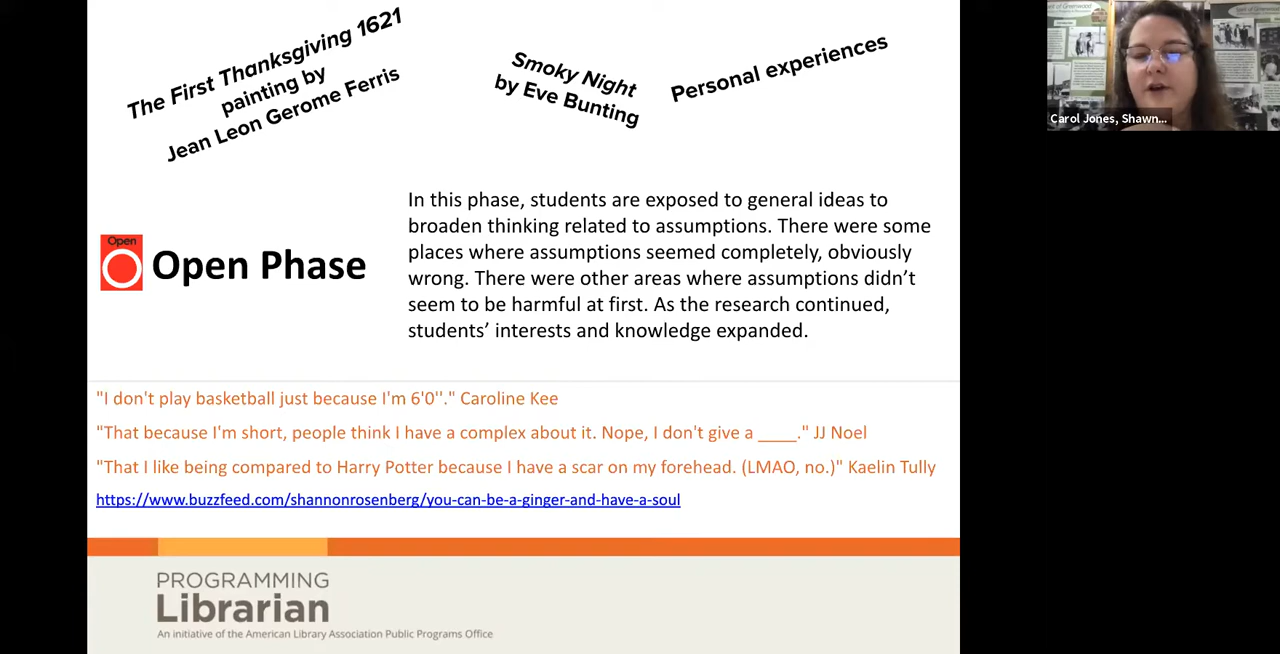 The First Thanksgiving 1621
painting by
Jean Leon Gerome Ferris
Smoky Night
by Eve Bunting
Personal experiences
Carol Jones, Shawn...
Open
Open Phase
In this phase, students are exposed to general ideas to
broaden thinking related to assumptions. There were some
places where assumptions seemed completely, obviously
wrong. There were other areas where assumptions didn’t
seem to be harmful at first. As the research continued,
students’ interests and knowledge expanded.
"I don't play basketball just because I'm 6'0''." Caroline Kee
"That because I'm short, people think I have a complex about it. Nope, I don't give a ____." JJ Noel
"That I like being compared to Harry Potter because I have a scar on my forehead. (LMAO, no.)" Kaelin Tully
https://www.buzzfeed.com/shannonrosenberg/you-can-be-a-ginger-and-have-a-soul
PROGRAMMING
Librarian
An initiative of the American Library Association Public Programs Office